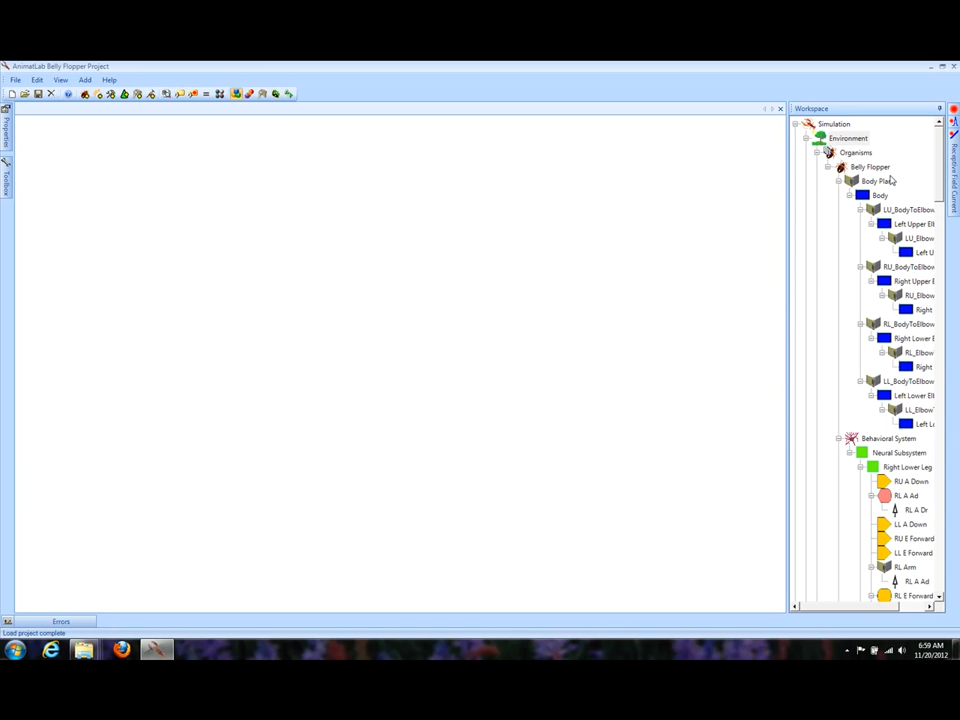 AnimatLab Belly Flopper Project
File Edit View Add Help
Properties
Toolbox
Workspace
Simulation
Environment
Organisms
Belly Flopper
Body Pla
Body
LU_BodyToElbow
Left Upper El
LU_Elbow
Left U
RU_BodyToElbow
Right Upper E
RU_Elbow
Right
RL_BodyToElbow
Right Lower E
RL_Elbow
Right
LL_BodyToElbow
Left Lower El
LL_Elbow
Left Lo
Behavioral System
Neural Subsystem
Right Lower Leg
RU A Down
RL A Ad
RL A Dr
LL A Down
RU E Forward
LL E Forward
RL Arm
RL A Ad
RL E Forward
Receptive Field Current
Errors
Load project complete
6:59 AM
11/20/2012